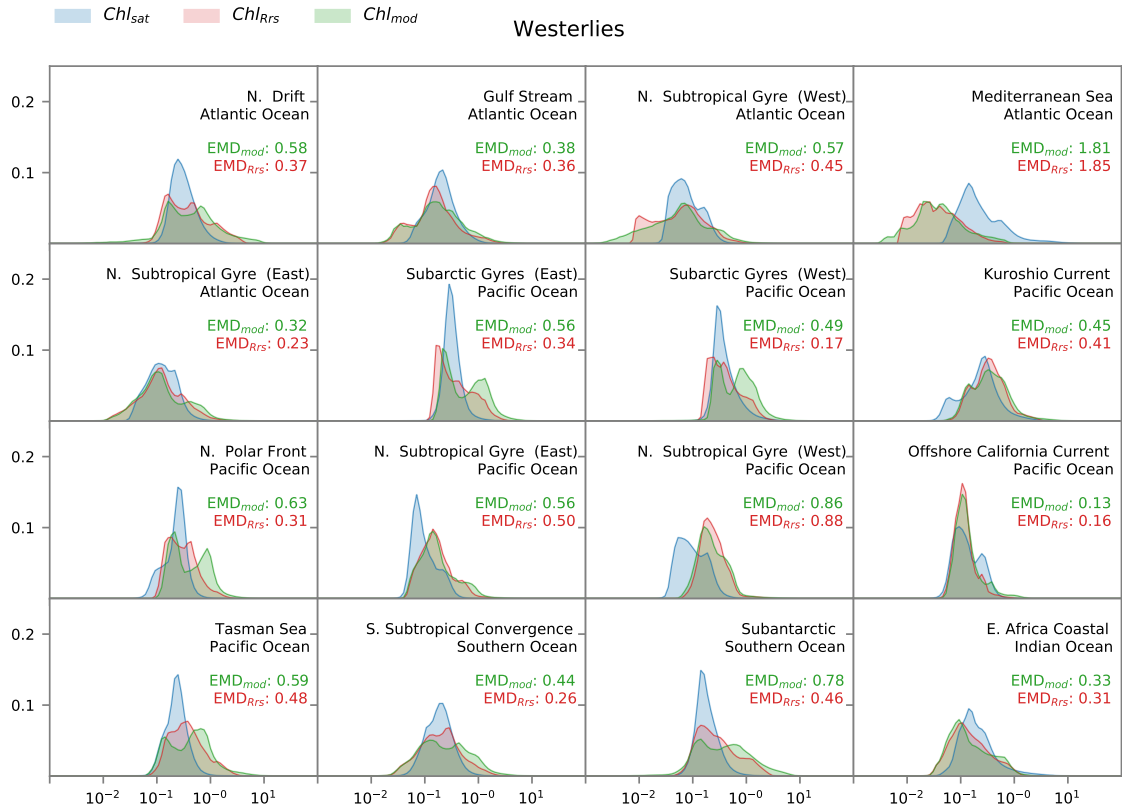 Chl_sat Chl_Rrs Chl_mod
Westerlies
0.2
0.1
N. Drift
Atlantic Ocean
EMD_mod: 0.58
EMD_Rrs: 0.37
Gulf Stream
Atlantic Ocean
EMD_mod: 0.38
EMD_Rrs: 0.36
N. Subtropical Gyre (West)
Atlantic Ocean
EMD_mod: 0.57
EMD_Rrs: 0.45
Mediterranean Sea
Atlantic Ocean
EMD_mod: 1.81
EMD_Rrs: 1.85
0.2
0.1
N. Subtropical Gyre (East)
Atlantic Ocean
EMD_mod: 0.32
EMD_Rrs: 0.23
Subarctic Gyres (East)
Pacific Ocean
EMD_mod: 0.56
EMD_Rrs: 0.34
Subarctic Gyres (West)
Pacific Ocean
EMD_mod: 0.49
EMD_Rrs: 0.17
Kuroshio Current
Pacific Ocean
EMD_mod: 0.45
EMD_Rrs: 0.41
0.2
0.1
N. Polar Front
Pacific Ocean
EMD_mod: 0.63
EMD_Rrs: 0.31
N. Subtropical Gyre (East)
Pacific Ocean
EMD_mod: 0.56
EMD_Rrs: 0.50
N. Subtropical Gyre (West)
Pacific Ocean
EMD_mod: 0.86
EMD_Rrs: 0.88
Offshore California Current
Pacific Ocean
EMD_mod: 0.13
EMD_Rrs: 0.16
0.2
0.1
Tasman Sea
Pacific Ocean
EMD_mod: 0.59
EMD_Rrs: 0.48
S. Subtropical Convergence
Southern Ocean
EMD_mod: 0.44
EMD_Rrs: 0.26
Subantarctic
Southern Ocean
EMD_mod: 0.78
EMD_Rrs: 0.46
E. Africa Coastal
Indian Ocean
EMD_mod: 0.33
EMD_Rrs: 0.31
10⁻² 10⁻¹ 10⁻⁰ 10¹ 10⁻² 10⁻¹ 10⁻⁰ 10¹ 10⁻² 10⁻¹ 10⁻⁰ 10¹ 10⁻² 10⁻¹ 10⁻⁰ 10¹